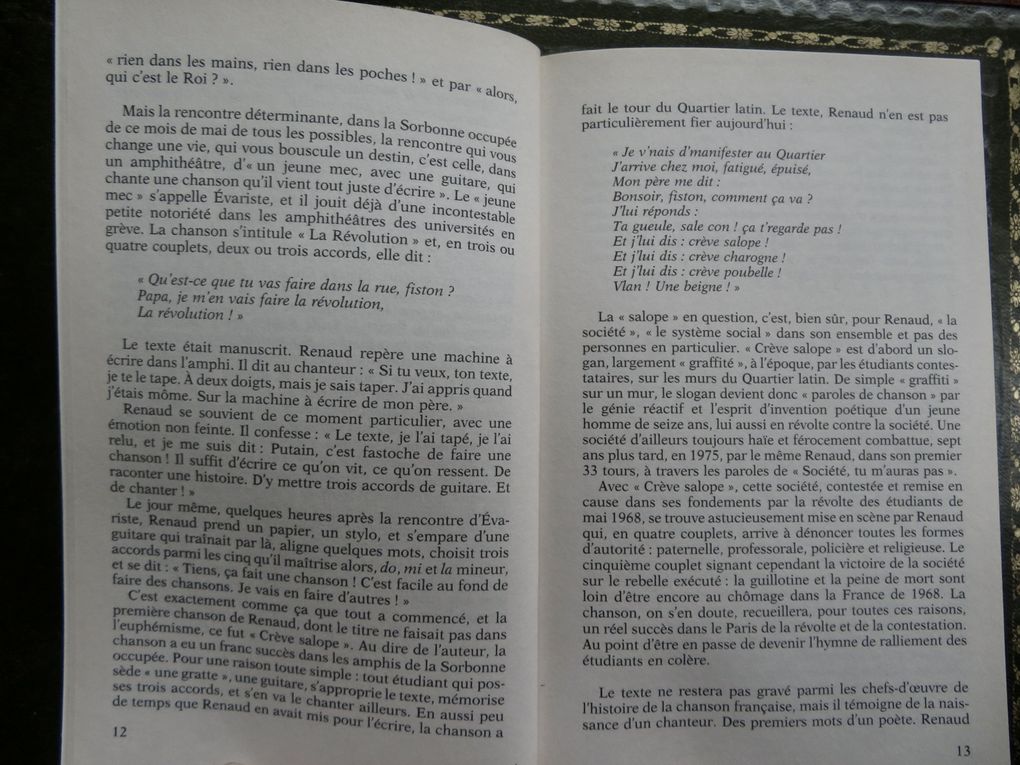 « rien dans les mains, rien dans les poches ! » et par « alors,
qui c'est le Roi ? ».
Mais la rencontre déterminante, dans la Sorbonne occupée
de ce mois de mai de tous les possibles, la rencontre qui vous
change une vie, qui vous bouscule un destin, c'est celle, dans
un amphithéâtre, d'« un jeune mec, avec une guitare, qui
chante une chanson qu'il vient tout juste d'écrire ». Le « jeune
mec » s'appelle Évariste, et il jouit déjà d'une incontestable
petite notoriété dans les amphithéâtres des universités en
grève. La chanson s'intitule « La Révolution » et, en trois ou
quatre couplets, deux ou trois accords, elle dit :
« Qu'est-ce que tu vas faire dans la rue, fiston ?
Papa, je m'en vais faire la révolution,
La révolution ! »
Le texte était manuscrit. Renaud repère une machine à
écrire dans l'amphi. Il dit au chanteur : « Si tu veux, ton texte,
je te le tape. À deux doigts, mais je sais taper. J'ai appris quand
j'étais môme. Sur la machine à écrire de mon père. »
Renaud se souvient de ce moment particulier, avec une
émotion non feinte. Il confesse : « Le texte, je l'ai tapé, je l'ai
relu, et je me suis dit : Putain, c'est fastoche de faire une
chanson ! Il suffit d'écrire ce qu'on vit, ce qu'on ressent. De
raconter une histoire. D'y mettre trois accords de guitare. Et
de chanter ! »
Le jour même, quelques heures après la rencontre d'Éva-
riste, Renaud prend un papier, un stylo, et s'empare d'une
guitare qui traînait par là, aligne quelques mots, choisit trois
accords parmi les cinq qu'il maîtrise alors, do, mi et la mineur,
et se dit : « Tiens, ça fait une chanson ! C'est facile au fond de
faire des chansons. Je vais en faire d'autres ! »
C'est exactement comme ça que tout a commencé, et la
première chanson de Renaud, dont le titre ne faisait pas dans
l'euphémisme, ce fut « Crève salope ». Au dire de l'auteur, la
chanson a eu un franc succès dans les amphis de la Sorbonne
occupée. Pour une raison toute simple : tout étudiant qui pos-
sède « une gratte », une guitare, s'approprie le texte, mémorise
ses trois accords, et s'en va le chanter ailleurs. En aussi peu
de temps que Renaud en avait mis pour l'écrire, la chanson a
12
fait le tour du Quartier latin. Le texte, Renaud n'en est pas
particulièrement fier aujourd'hui :
« Je v'nais d'manifester au Quartier
J'arrive chez moi, fatigué, épuisé,
Mon père me dit :
Bonsoir, fiston, comment ça va ?
J'lui réponds :
Ta gueule, sale con ! ça t'regarde pas !
Et j'lui dis : crève salope !
Et j'lui dis : crève charogne !
Et j'lui dis : crève poubelle !
Vlan ! Une beigne ! »
La « salope » en question, c'est, bien sûr, pour Renaud, « la
société », « le système social » dans son ensemble et pas des
personnes en particulier. « Crève salope » est d'abord un slo-
gan, largement « graffité », à l'époque, par les étudiants contes-
tataires, sur les murs du Quartier latin. De simple « graffiti »
sur un mur, le slogan devient donc « paroles de chanson » par
le génie réactif et l'esprit d'invention poétique d'un jeune
homme de seize ans, lui aussi en révolte contre la société. Une
société d'ailleurs toujours haïe et férocement combattue, sept
ans plus tard, en 1975, par le même Renaud, dans son premier
33 tours, à travers les paroles de « Société, tu m'auras pas ».
Avec « Crève salope », cette société, contestée et remise en
cause dans ses fondements par la révolte des étudiants de
mai 1968, se trouve astucieusement mise en scène par Renaud
qui, en quatre couplets, arrive à dénoncer toutes les formes
d'autorité : paternelle, professorale, policière et religieuse. Le
cinquième couplet signant cependant la victoire de la société
sur le rebelle exécuté : la guillotine et la peine de mort sont
loin d'être encore au chômage dans la France de 1968. La
chanson, on s'en doute, recueillera, pour toutes ces raisons,
un réel succès dans le Paris de la révolte et de la contestation.
Au point d'être en passe de devenir l'hymne de ralliement des
étudiants en colère.
Le texte ne restera pas gravé parmi les chefs-d'œuvre de
l'histoire de la chanson française, mais il témoigne de la nais-
sance d'un chanteur. Des premiers mots d'un poète. Renaud
13